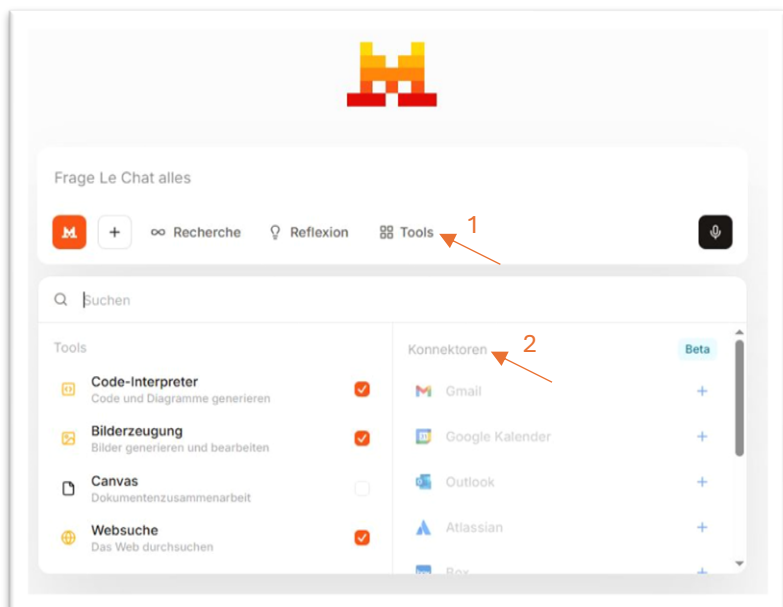 Frage Le Chat alles
Recherche Reflexion Tools 1
Suchen
Tools
Code-Interpreter
Code und Diagramme generieren
Bilderzeugung
Bilder generieren und bearbeiten
Canvas
Dokumentenzusammenarbeit
Websuche
Das Web durchsuchen
Konnektoren 2 Beta
Gmail
Google Kalender
Outlook
Atlassian
Box